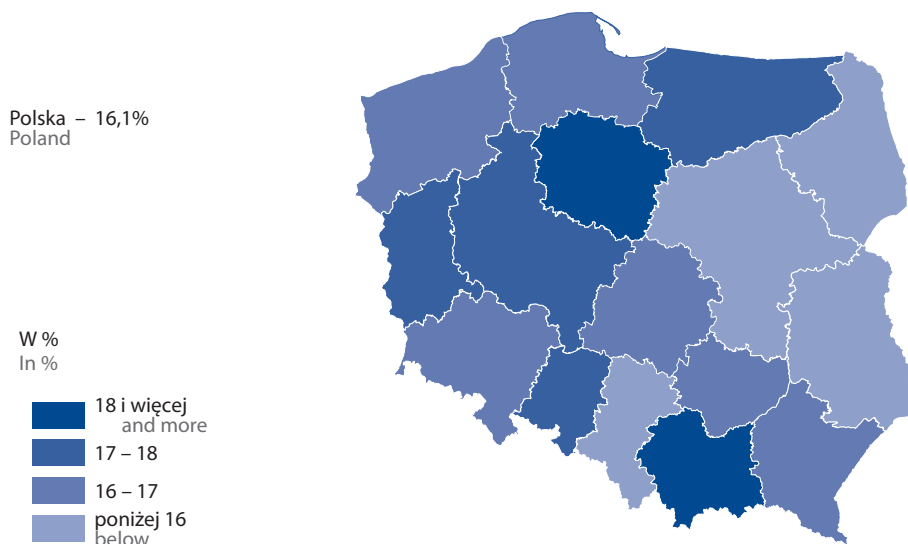 Polska – 16,1%
Poland
W %
In %
18 i więcej
and more
17 – 18
16 – 17
poniżej 16
below